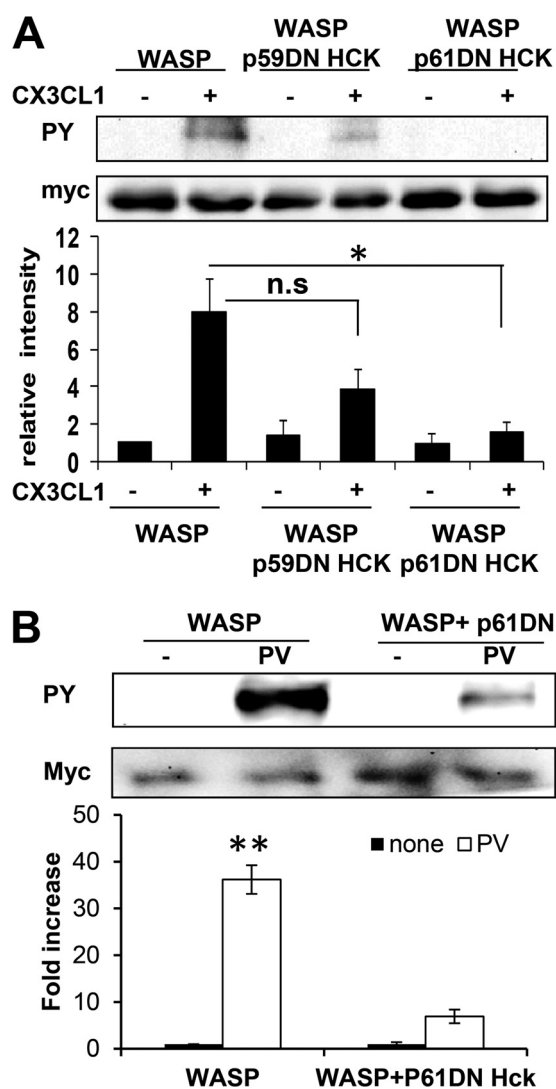 A
WASP
WASP
p59DN HCK
WASP
p61DN HCK
CX3CL1 - + - + - +
PY
myc
relative intensity
12
10
8
6
4
2
0
*
n.s
CX3CL1 - + - + - +
WASP
WASP
p59DN HCK
WASP
p61DN HCK
B
WASP WASP+ p61DN
- PV - PV
PY
Myc
Fold increase
50
40
30
20
10
0
**
none PV
WASP WASP+P61DN Hck